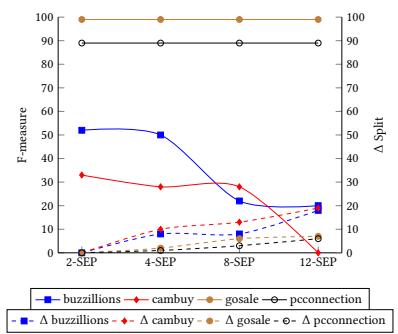 100 100
90 90
80 80
70 70
60 60
50 50
40 40
30 30
20 20
10 10
0 0
F-measure
Δ Split
2-SEP 4-SEP 8-SEP 12-SEP
buzzillions cambuy gosale pcconnection
Δ buzzillions Δ cambuy Δ gosale Δ pcconnection